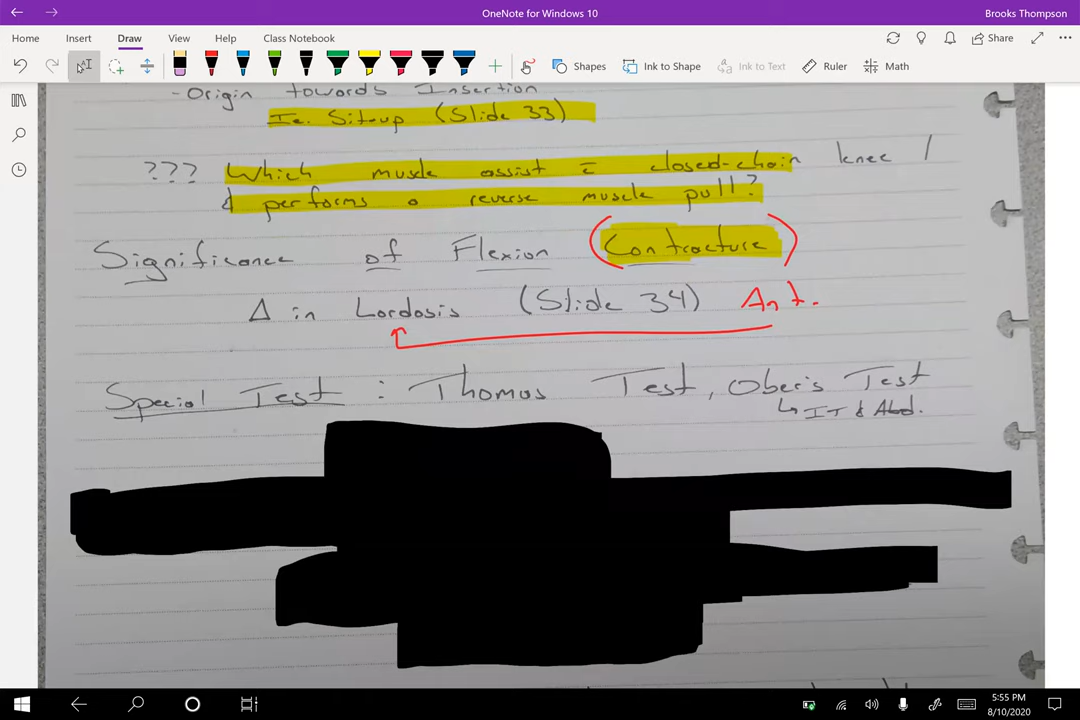 OneNote for Windows 10
Brooks Thompson
Home Insert Draw View Help Class Notebook
Share
Shapes Ink to Shape Ink to Text Ruler Math
- Origin towards Insertion
Ie. Situp (Slide 33)
??? Which muscle assist c̄ closed-chain knee /
& performs a reverse muscle pull?
Significance of Flexion (Contracture)
Δ in Lordosis (Slide 34) Ant.
Special Test : Thomas Test, Ober's Test
↳ IT & Abd.
5:55 PM
8/10/2020